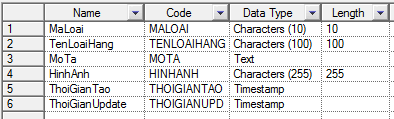 Name Code Data Type Length
1 MaLoai MALOAI Characters (10) 10
2 TenLoaiHang TENLOAIHANG Characters (100) 100
3 MoTa MOTA Text
4 HinhAnh HINHANH Characters (255) 255
5 ThoiGianTao THOIGIANTAO Timestamp
6 ThoiGianUpdate THOIGIANUPD Timestamp